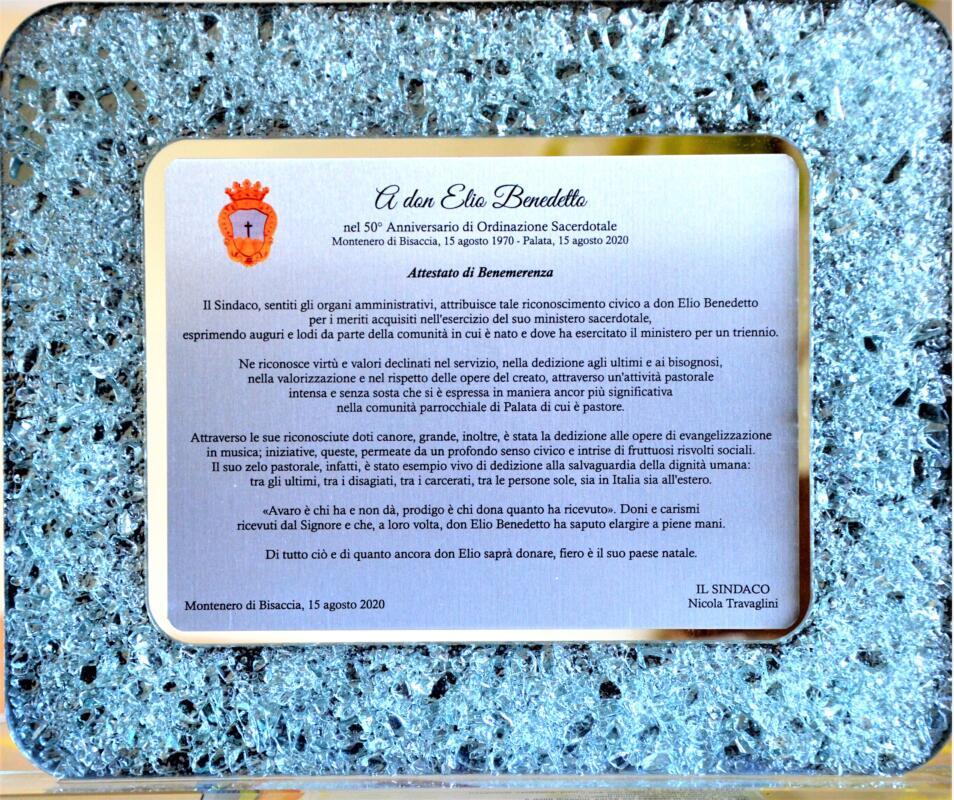 A don Elio Benedetto
nel 50° Anniversario di Ordinazione Sacerdotale
Montenero di Bisaccia, 15 agosto 1970 - Palata, 15 agosto 2020
Attestato di Benemerenza
Il Sindaco, sentiti gli organi amministrativi, attribuisce tale riconoscimento civico a don Elio Benedetto
per i meriti acquisiti nell'esercizio del suo ministero sacerdotale,
esprimendo auguri e lodi da parte della comunità in cui è nato e dove ha esercitato il ministero per un triennio.
Ne riconosce virtù e valori declinati nel servizio, nella dedizione agli ultimi e ai bisognosi,
nella valorizzazione e nel rispetto delle opere del creato, attraverso un'attività pastorale
intensa e senza sosta che si è espressa in maniera ancor più significativa
nella comunità parrocchiale di Palata di cui è pastore.
Attraverso le sue riconosciute doti canore, grande, inoltre, è stata la dedizione alle opere di evangelizzazione
in musica; iniziative, queste, permeate da un profondo senso civico e intrise di fruttuosi risvolti sociali.
Il suo zelo pastorale, infatti, è stato esempio vivo di dedizione alla salvaguardia della dignità umana:
tra gli ultimi, tra i disagiati, tra i carcerati, tra le persone sole, sia in Italia sia all'estero.
«Avaro è chi ha e non dà, prodigo è chi dona quanto ha ricevuto». Doni e carismi
ricevuti dal Signore e che, a loro volta, don Elio Benedetto ha saputo elargire a piene mani.
Di tutto ciò e di quanto ancora don Elio saprà donare, fiero è il suo paese natale.
IL SINDACO
Montenero di Bisaccia, 15 agosto 2020 Nicola Travaglini